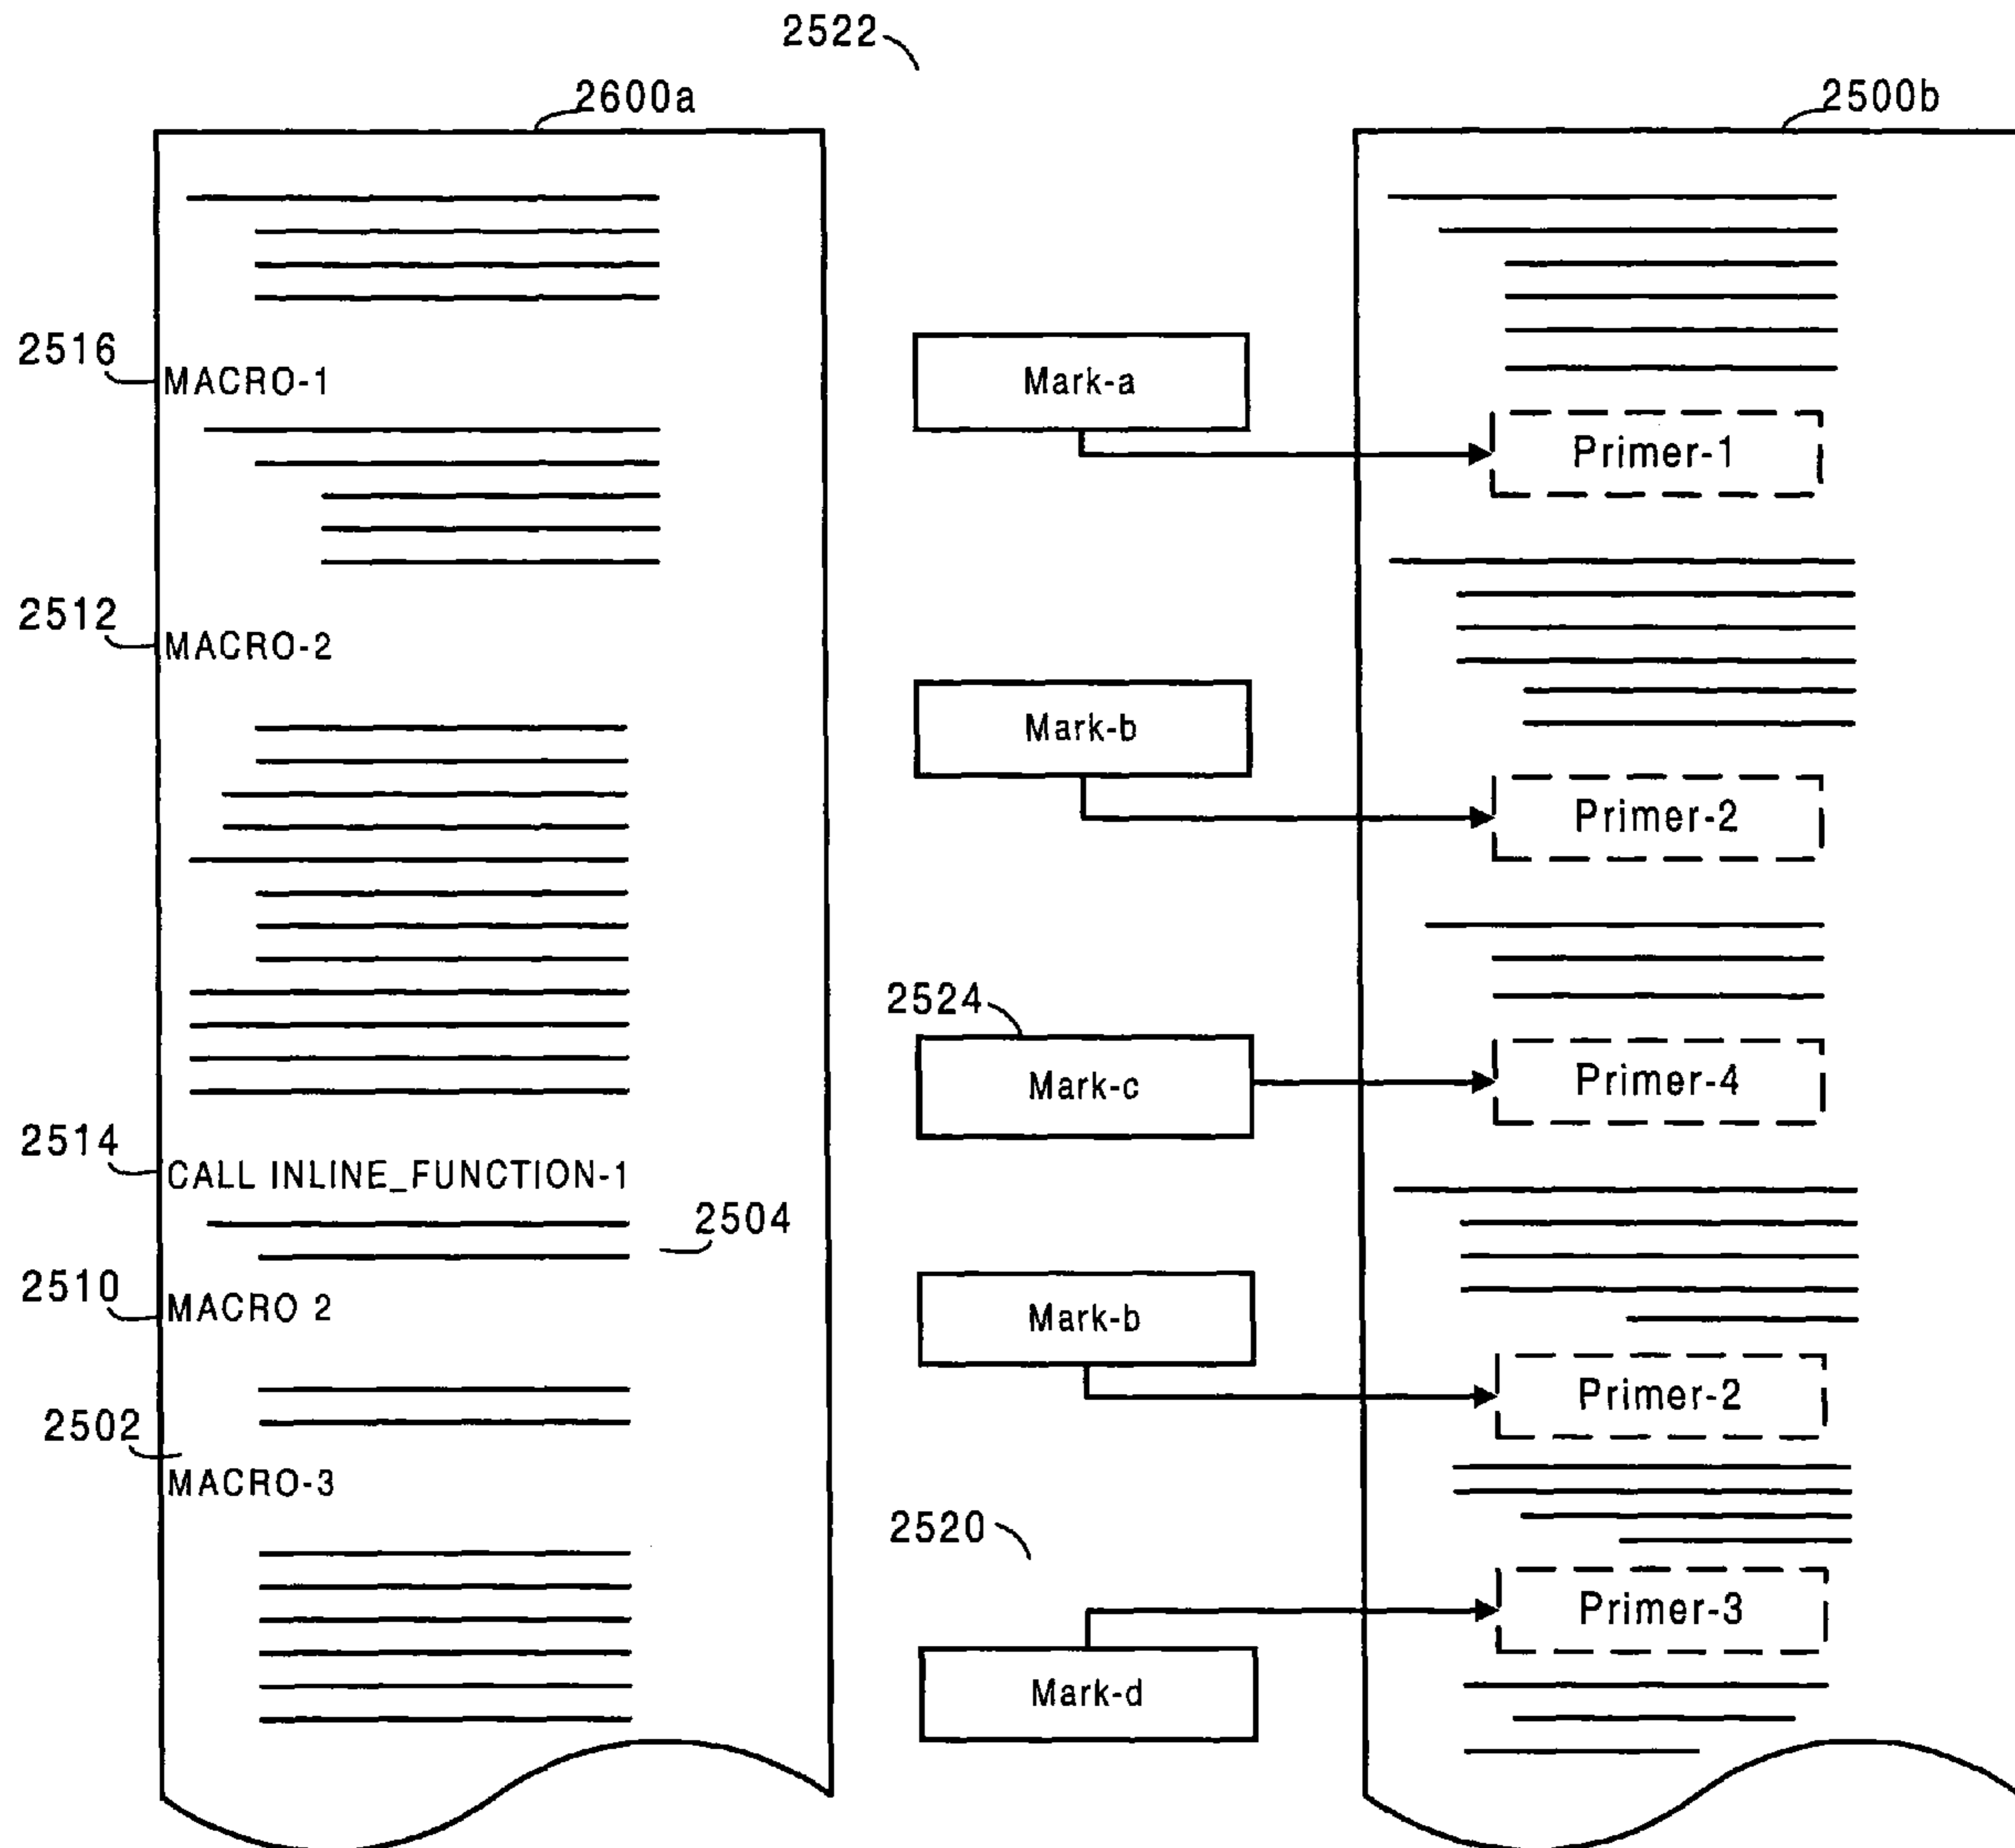 2522
2600a
2500b
2516
MACRO-1
Mark-a
Primer-1
2512
MACRO-2
Mark-b
Primer-2
2524
Mark-c
Primer-4
2514
CALL INLINE_FUNCTION-1
2504
2510
MACRO 2
Mark-b
Primer-2
2502
MACRO-3
2520
Primer-3
Mark-d